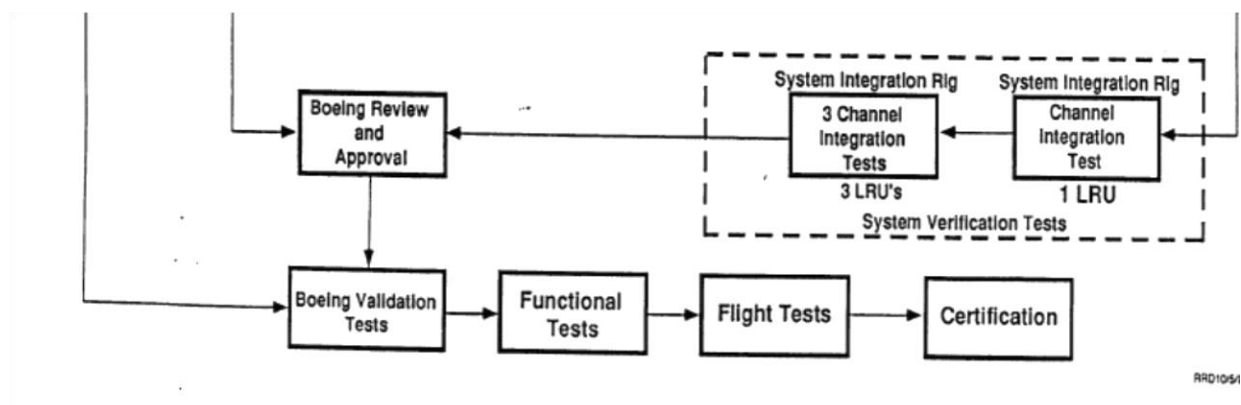 System Integration Rig
System Integration Rig
Boeing Review
and
Approval
3 Channel
Integration
Tests
Channel
Integration
Test
3 LRU's
1 LRU
System Verification Tests
Boeing Validation
Tests
Functional
Tests
Flight Tests
Certification